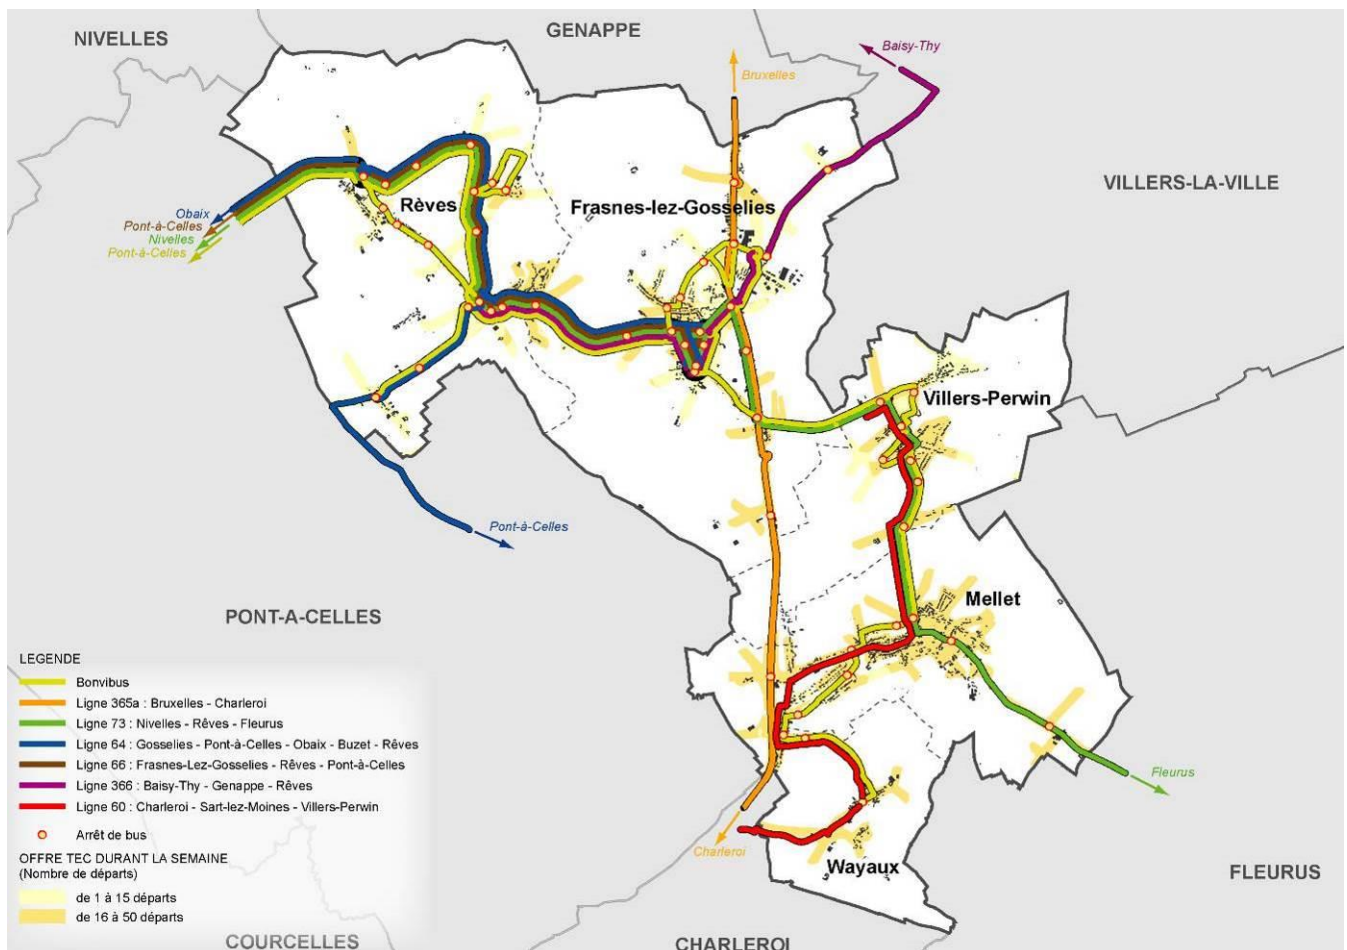 NIVELLES
GENAPPE
Baisy-Thy
Bruxelles
VILLERS-LA-VILLE
Rèves
Frasnes-lez-Gosselies
Obaix
Pont-à-Celles
Nivelles
Pont-à-Celles
Villers-Perwin
Pont-à-Celles
Mellet
PONT-A-CELLES
LEGENDE
Bonvibus
Ligne 365a : Bruxelles - Charleroi
Ligne 73 : Nivelles - Rêves - Fleurus
Ligne 64 : Gosselies - Pont-à-Celles - Obaix - Buzet - Rêves
Ligne 66 : Frasnes-Lez-Gosselies - Rêves - Pont-à-Celles
Ligne 366 : Baisy-Thy - Genappe - Rêves
Ligne 60 : Charleroi - Sart-lez-Moines - Villers-Perwin
Arrêt de bus
OFFRE TEC DURANT LA SEMAINE
(Nombre de départs)
de 1 à 15 départs
de 16 à 50 départs
Fleurus
Charleroi
Wayaux
FLEURUS
COURCELLES
CHARLEROI